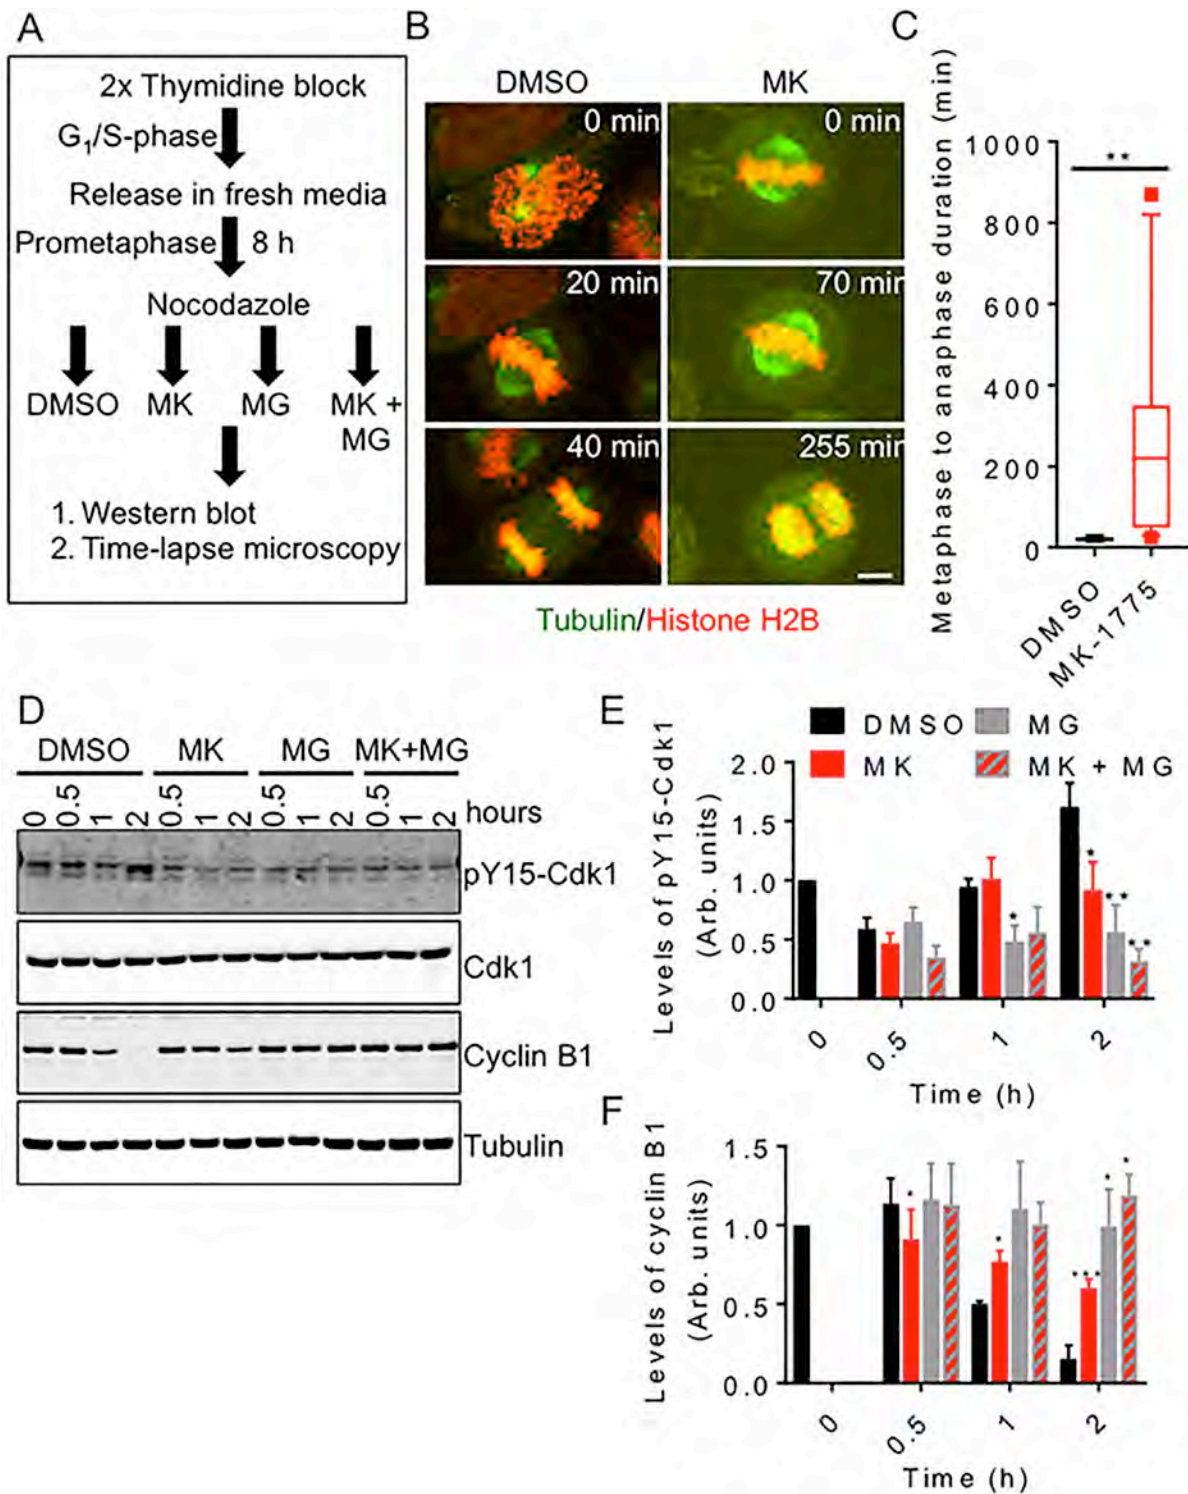 A
2x Thymidine block
G1/S-phase
Release in fresh media
Prometaphase 8 h
Nocodazole
DMSO MK MG MK + MG
1. Western blot
2. Time-lapse microscopy
B
DMSO MK
0 min 0 min
20 min 70 min
40 min 255 min
Tubulin/Histone H2B
C
Metaphase to anaphase duration (min)
1000
800
600
400
200
0
**
DMSO
MK-1775
D
DMSO MK MG MK+MG
0 0.5 1 2 0.5 1 2 0.5 1 2 0.5 1 2 hours
pY15-Cdk1
Cdk1
Cyclin B1
Tubulin
E
DMSO MG
MK MK + MG
Levels of pY15-Cdk1
(Arb. units)
2.0
1.5
1.0
0.5
0.0
* * ** **
0 0.5 1 2
Time (h)
F
Levels of cyclin B1
(Arb. units)
1.5
1.0
0.5
0.0
* * *** * *
0 0.5 1 2
Time (h)